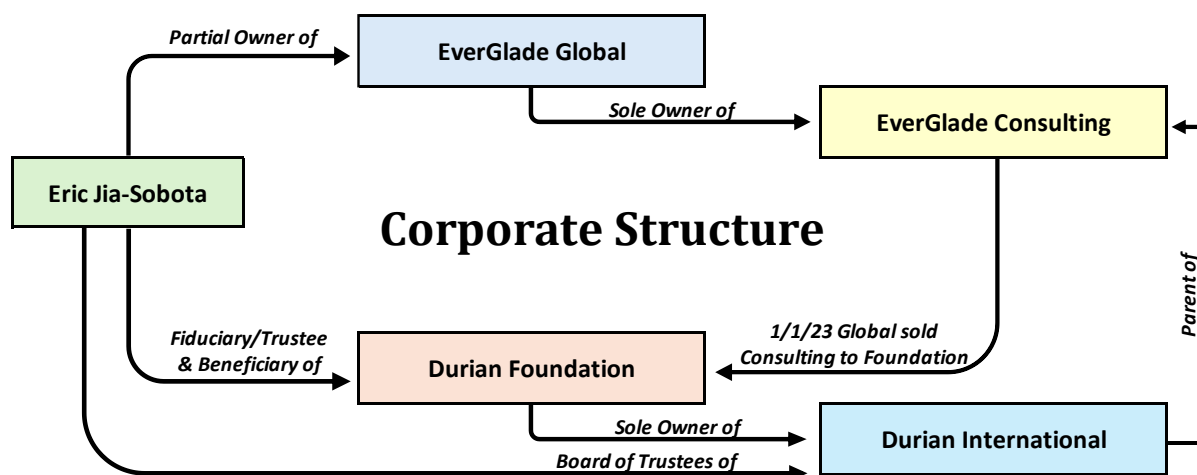 Partial Owner of
EverGlade Global
Sole Owner of
EverGlade Consulting
Eric Jia-Sobota
Corporate Structure
Parent of
Fiduciary/Trustee
& Beneficiary of
1/1/23 Global sold
Consulting to Foundation
Durian Foundation
Sole Owner of
Durian International
Board of Trustees of